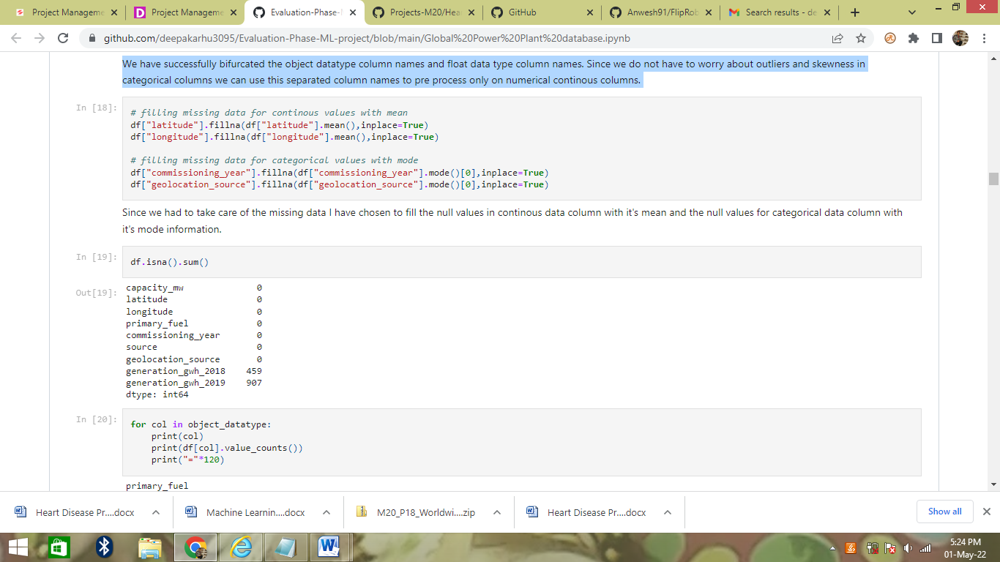 Project Manageme
Project Manageme
Evaluation-Phase-
Projects-M20/Hea
GitHub
Anwesh91/FlipRob
Search results - de
github.com/deepakarhu3095/Evaluation-Phase-ML-project/blob/main/Global%20Power%20Plant%20database.ipynb
We have successfully bifurcated the object datatype column names and float data type column names. Since we do not have to worry about outliers and skewness in
categorical columns we can use this separated column names to pre process only on numerical continous columns.
In [18]:
# filling missing data for continous values with mean
df["latitude"].fillna(df["latitude"].mean(),inplace=True)
df["longitude"].fillna(df["longitude"].mean(),inplace=True)
# filling missing data for categorical values with mode
df["commissioning_year"].fillna(df["commissioning_year"].mode()[0],inplace=True)
df["geolocation_source"].fillna(df["geolocation_source"].mode()[0],inplace=True)
Since we had to take care of the missing data I have chosen to fill the null values in continous data column with it's mean and the null values for categorical data column with
it's mode information.
In [19]:
df.isna().sum()
Out[19]:
capacity_mw 0
latitude 0
longitude 0
primary_fuel 0
commissioning_year 0
source 0
geolocation_source 0
generation_gwh_2018 459
generation_gwh_2019 907
dtype: int64
In [20]:
for col in object_datatype:
print(col)
print(df[col].value_counts())
print("="*120)
primary_fuel
Heart Disease Pr....docx
Machine Learnin....docx
M20_P18_Worldwi....zip
Heart Disease Pr....docx
Show all
5:24 PM
01-May-22